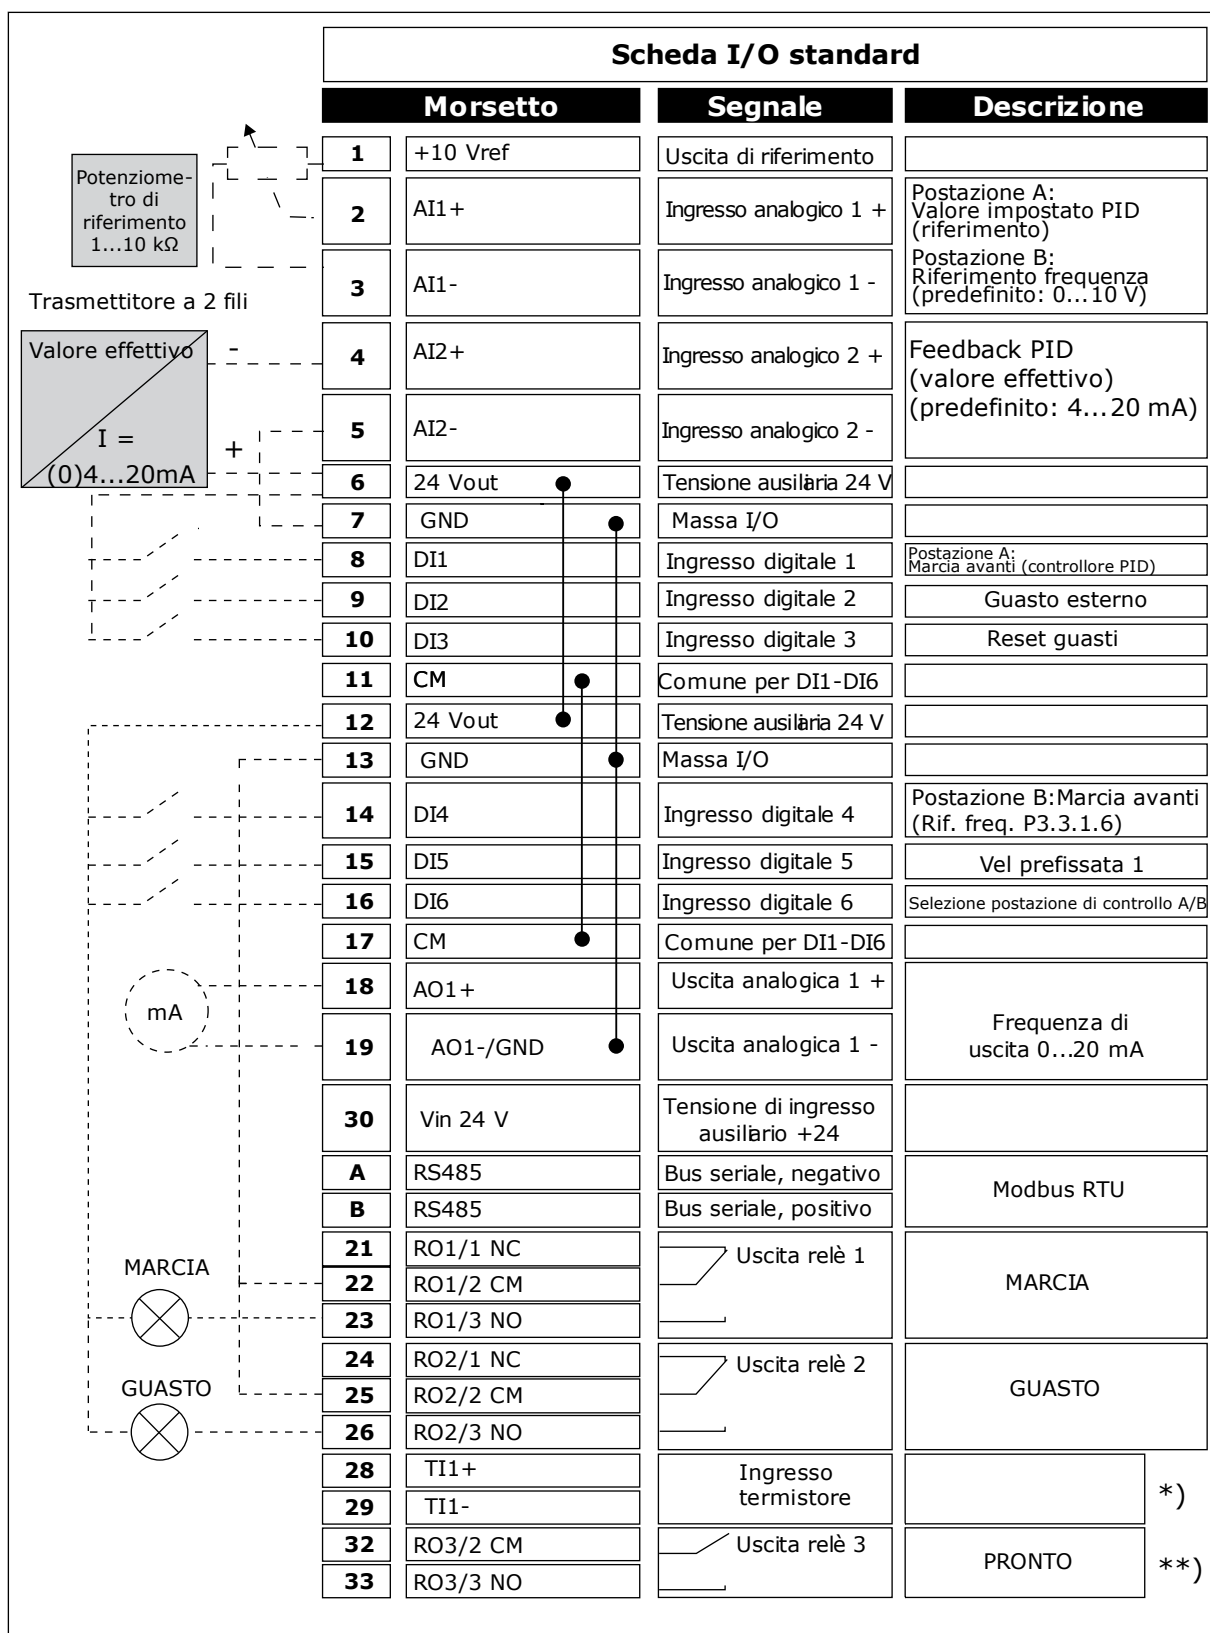 Scheda I/O standard
Morsetto Segnale Descrizione
1 +10 Vref Uscita di riferimento
Potenziome-
tro di
riferimento
1...10 kΩ
2 AI1+ Ingresso analogico 1 +
Postazione A:
Valore impostato PID
(riferimento)
Postazione B:
Riferimento frequenza
(predefinito: 0...10 V)
3 AI1- Ingresso analogico 1 -
Trasmettitore a 2 fili
Valore effettivo
I =
(0)4...20mA
-
+
4 AI2+ Ingresso analogico 2 +
Feedback PID
(valore effettivo)
(predefinito: 4...20 mA)
5 AI2- Ingresso analogico 2 -
6 24 Vout Tensione ausiliaria 24 V
7 GND Massa I/O
8 DI1 Ingresso digitale 1
Postazione A:
Marcia avanti (controllore PID)
9 DI2 Ingresso digitale 2 Guasto esterno
10 DI3 Ingresso digitale 3 Reset guasti
11 CM Comune per DI1-DI6
12 24 Vout Tensione ausiliaria 24 V
13 GND Massa I/O
14 DI4 Ingresso digitale 4
Postazione B:Marcia avanti
(Rif. freq. P3.3.1.6)
15 DI5 Ingresso digitale 5 Vel prefissata 1
16 DI6 Ingresso digitale 6 Selezione postazione di controllo A/B
17 CM Comune per DI1-DI6
mA
18 AO1+ Uscita analogica 1 +
19 AO1-/GND Uscita analogica 1 -
Frequenza di
uscita 0...20 mA
30 Vin 24 V
Tensione di ingresso
ausiliario +24
A RS485 Bus seriale, negativo
B RS485 Bus seriale, positivo
Modbus RTU
MARCIA
21 RO1/1 NC Uscita relè 1
22 RO1/2 CM MARCIA
23 RO1/3 NO
GUASTO
24 RO2/1 NC Uscita relè 2
25 RO2/2 CM GUASTO
26 RO2/3 NO
28 TI1+
29 TI1-
Ingresso
termistore
*)
32 RO3/2 CM Uscita relè 3
33 RO3/3 NO
PRONTO **)